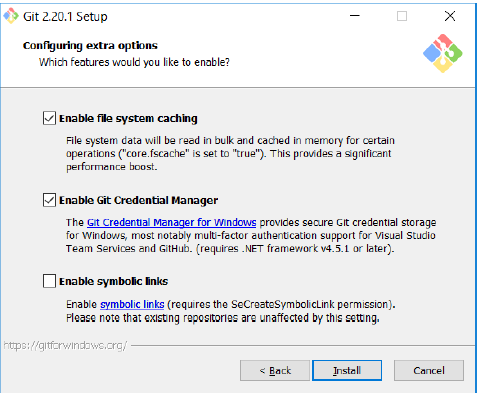 Git 2.20.1 Setup
Configuring extra options
Which features would you like to enable?
Enable file system caching
File system data will be read in bulk and cached in memory for certain
operations ("core.fscache" is set to "true"). This provides a significant
performance boost.
Enable Git Credential Manager
The Git Credential Manager for Windows provides secure Git credential storage
for Windows, most notably multi-factor authentication support for Visual Studio
Team Services and GitHub. (requires .NET framework v4.5.1 or later).
Enable symbolic links
Enable symbolic links (requires the SeCreateSymbolicLink permission).
Please note that existing repositories are unaffected by this setting.
https://gitforwindows.org/
< Back
Install
Cancel